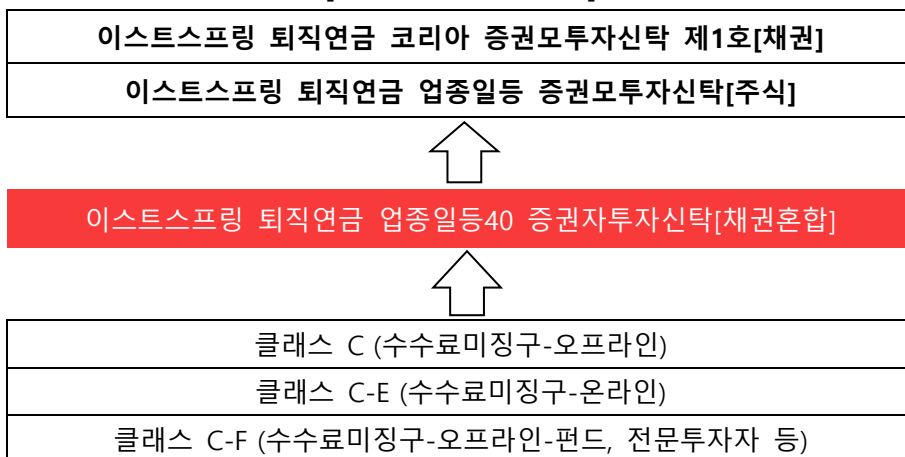 이스트스프링 퇴직연금 코리아 증권모투자신탁 제1호[채권]
이스트스프링 퇴직연금 업종일등 증권모투자신탁[주식]
이스트스프링 퇴직연금 업종일등40 증권자투자신탁[채권혼합]
클래스 C (수수료미징구-오프라인)
클래스 C-E (수수료미징구-온라인)
클래스 C-F (수수료미징구-오프라인-펀드, 전문투자자 등)